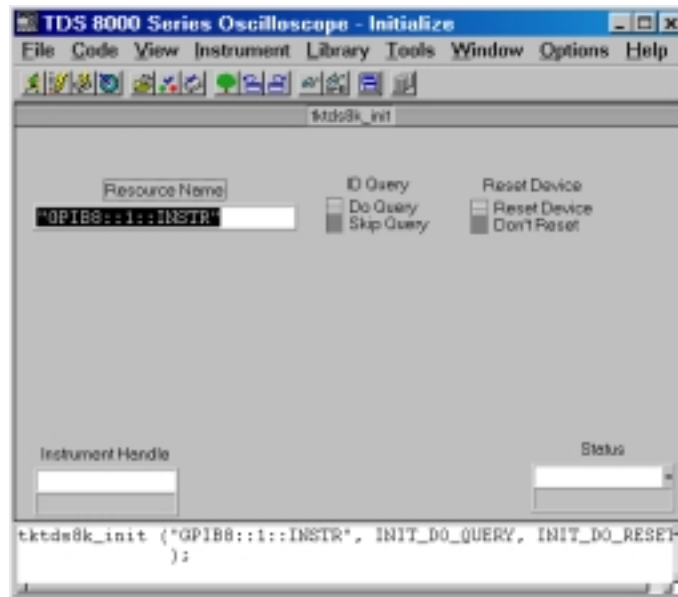 TDS 8000 Series Oscilloscope - Initialize
File Code View Instrument Library Tools Window Options Help
tktds8k_init
Resource Name
"GPIB8::1::INSTR"
ID Query
Do Query
Skip Query
Reset Device
Reset Device
Don't Reset
Instrument Handle
Status
tktds8k_init ("GPIB8::1::INSTR", INIT_DO_QUERY, INIT_DO_RESET
);